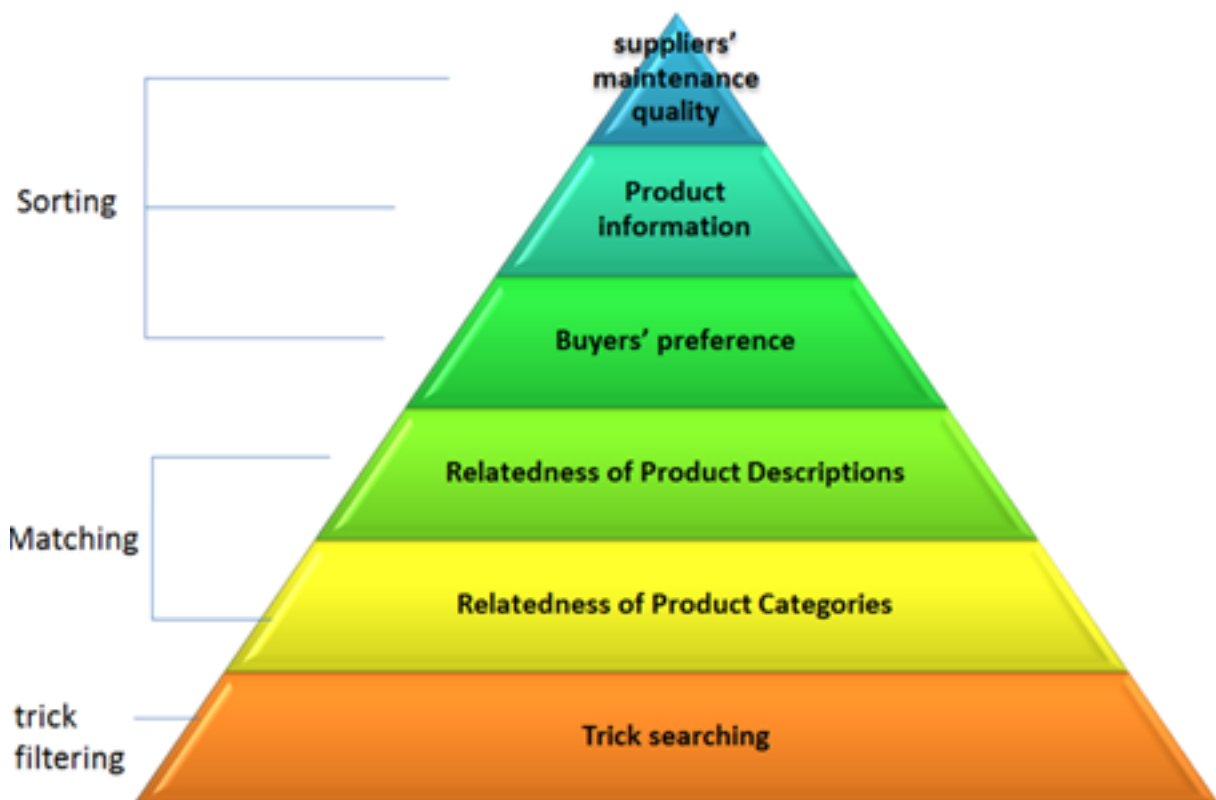 suppliers’
maintenance
quality
Sorting
Product
information
Buyers’ preference
Relatedness of Product Descriptions
Matching
Relatedness of Product Categories
trick
filtering
Trick searching